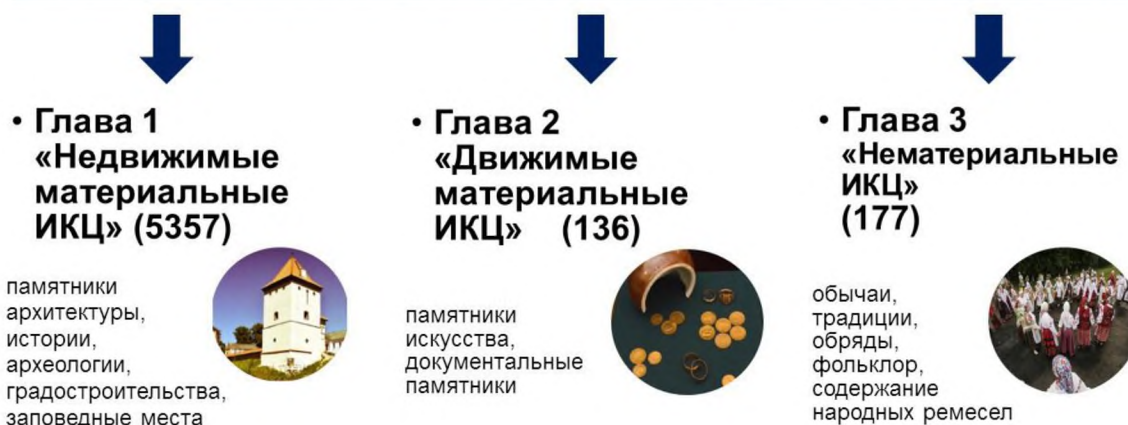 • Глава 1
«Недвижимые
материальные
ИКЦ» (5357)
памятники
архитектуры,
истории,
археологии,
градостроительства,
заповедные места
• Глава 2
«Движимые
материальные
ИКЦ» (136)
памятники
искусства,
документальные
памятники
• Глава 3
«Нематериальные
ИКЦ»
(177)
обычаи,
традиции,
обряды,
фольклор,
содержание
народных ремесел